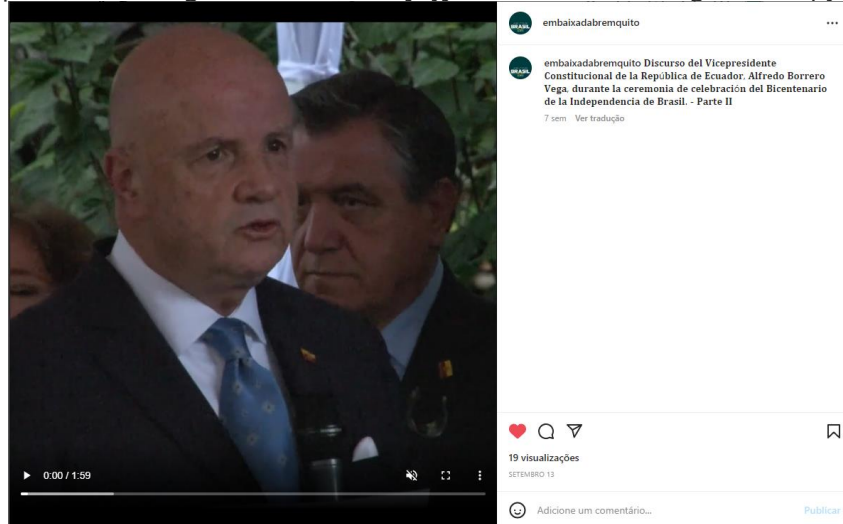 BRASIL
embaixadabremquito
BRASIL
embaixadabremquito Discurso del Vicepresidente
Constitucional de la República de Ecuador, Alfredo Borrero
Vega, durante la ceremonia de celebración del Bicentenario
de la Independencia de Brasil. - Parte II
7 sem Ver tradução
0:00 / 1:59
19 visualizações
SETEMBRO 13
Adicione um comentário...
Publicar